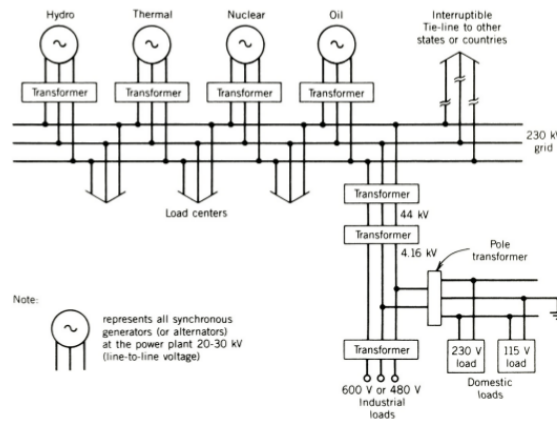 Hydro
Thermal
Nuclear
Oil
Interruptible
Tie-line to other
states or countries
~
~
~
~
Transformer
Transformer
Transformer
Transformer
230 kV
grid
Load centers
Transformer
44 kV
Transformer
4.16 kV
Pole
transformer
Note:
~
represents all synchronous
generators (or alternators)
at the power plant 20-30 kV
(line-to-line voltage)
Transformer
230 V
load
115 V
load
Domestic
loads
600 V or 480 V
Industrial
loads